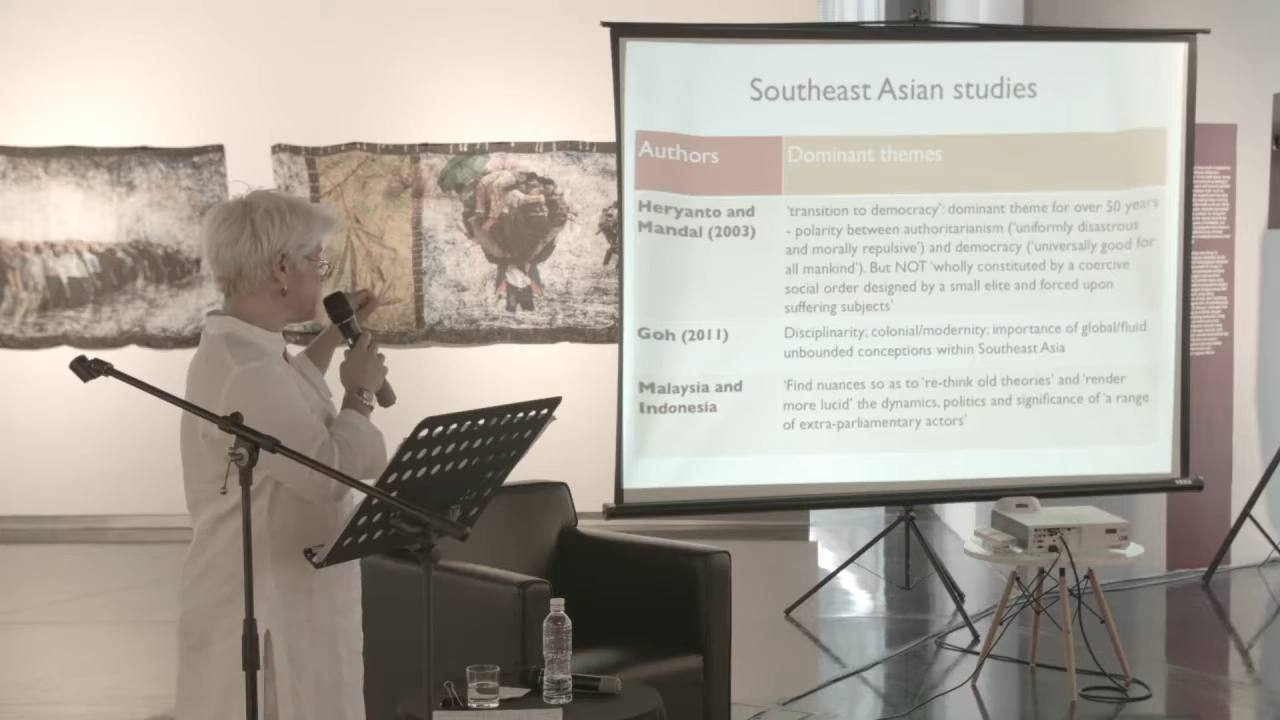 Southeast Asian studies
Authors
Dominant themes
Heryanto and
Mandal (2003)
'transition to democracy': dominant theme for over 50 years
- polarity between authoritarianism ('uniformly disastrous
and morally repulsive') and democracy ('universally good for
all mankind'). But NOT 'wholly constituted by a coercive
social order designed by a small elite and forced upon
suffering subjects'
Goh (2011)
Disciplinarity; colonial/modernity; importance of global/fluid
unbounded conceptions within Southeast Asia
Malaysia and
Indonesia
'Find nuances so as to 're-think old theories' and 'render
more lucid' the dynamics, politics and significance of 'a range
of extra-parliamentary actors'